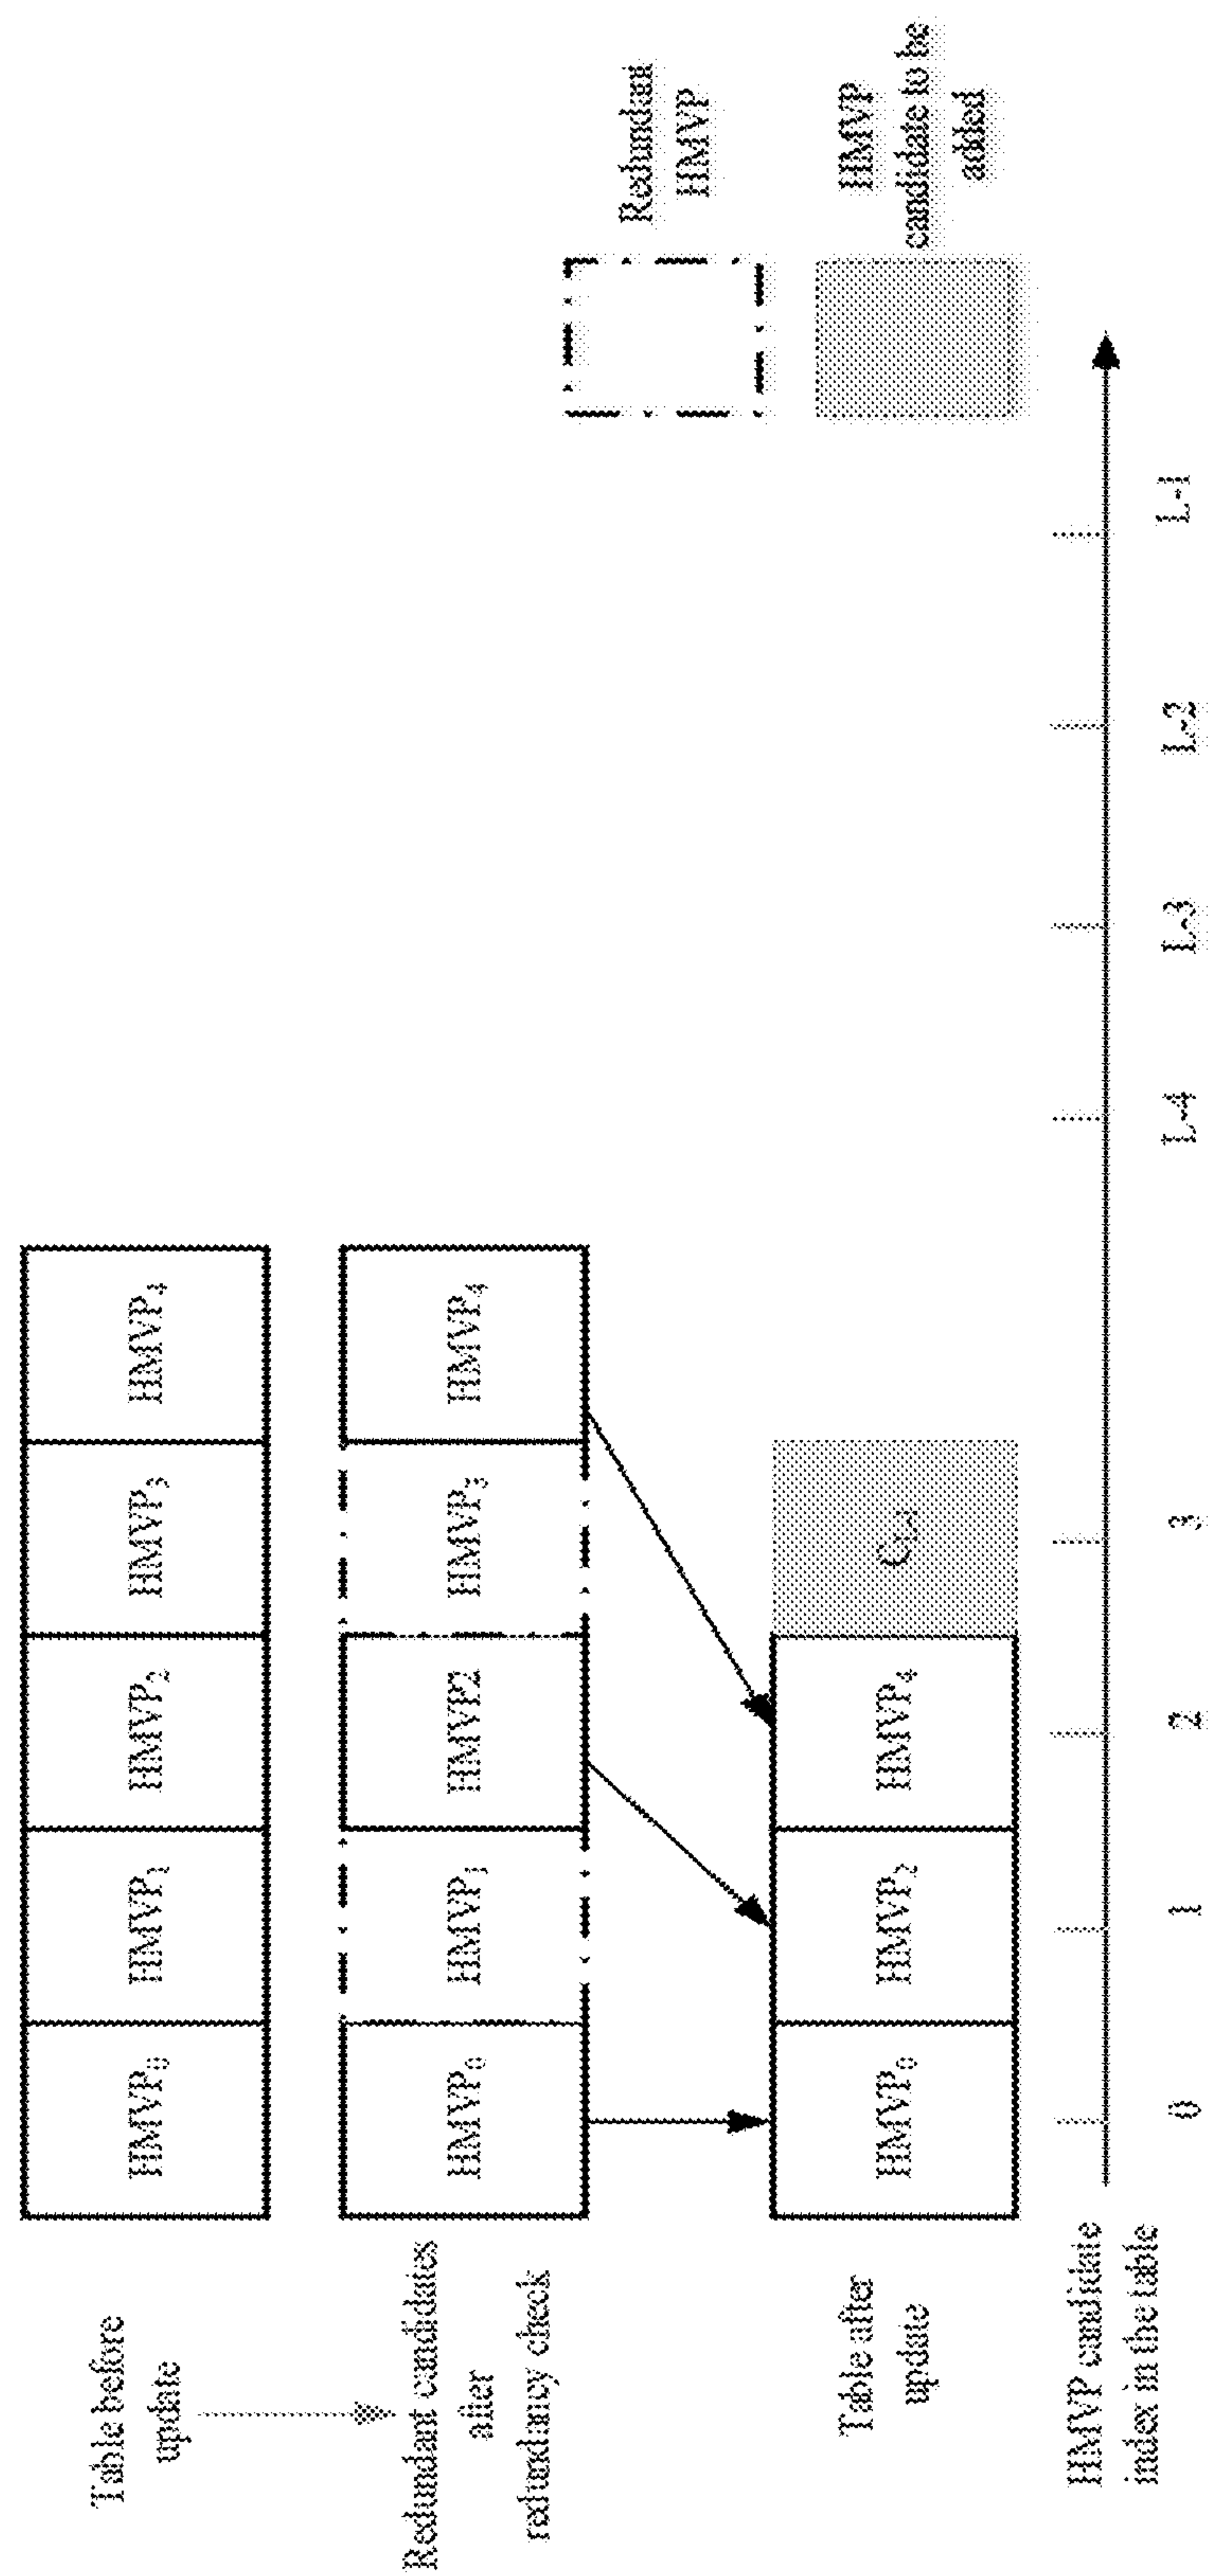 Table before
update
HMVP0
HMVP1
HMVP2
HMVP3
HMVP4
Redundant candidates
after
redundancy check
HMVP0
HMVP1
HMVP2
HMVP3
HMVP4
Redundant
HMVP
Table after
update
HMVP0
HMVP2
HMVP4
HMVP
candidate to be
added
HMVP candidate
index in the table
0
1
2
3
L-4
L-3
L-2
L-1